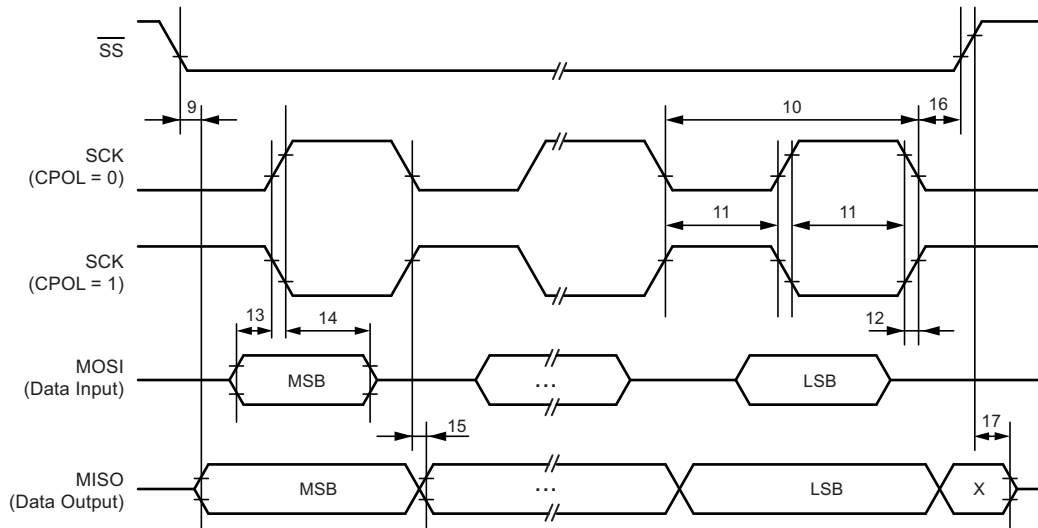 SS
9
10
16
SCK
(CPOL = 0)
11
11
SCK
(CPOL = 1)
13
14
12
MOSI
(Data Input)
MSB
...
LSB
15
17
MISO
(Data Output)
MSB
...
LSB
X